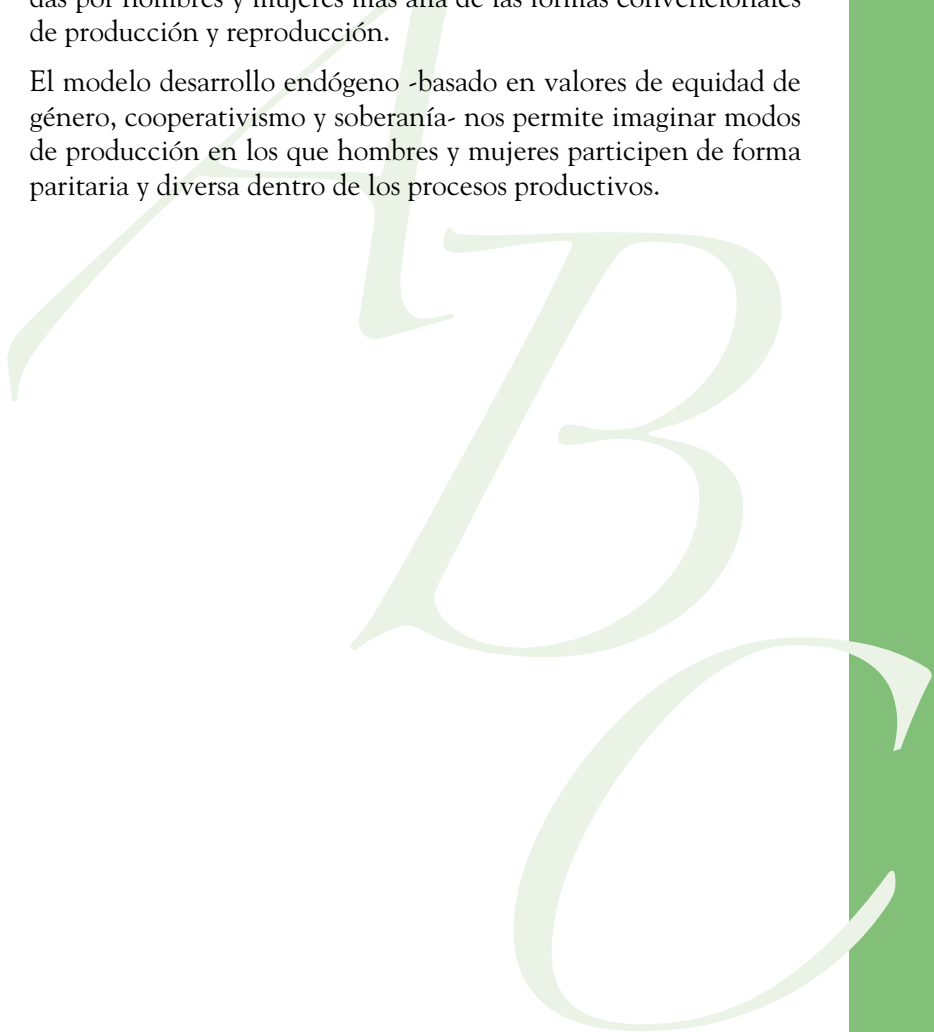 das por hombres y mujeres más allá de las formas convencionales
de producción y reproducción.
El modelo desarrollo endógeno -basado en valores de equidad de
género, cooperativismo y soberanía- nos permite imaginar modos
de producción en los que hombres y mujeres participen de forma
paritaria y diversa dentro de los procesos productivos.
A
B
C